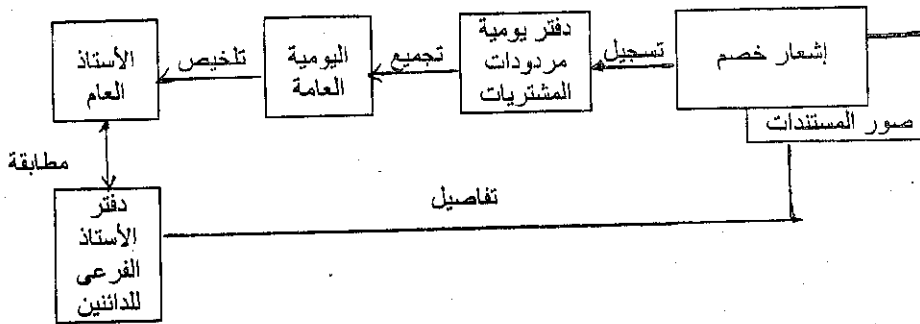 إشعار خصم
صور المستندات
تسجيل
دفتر يومية
مردودات
المشتريات
تجميع
اليومية
العامة
تلخيص
الأستاذ
العام
مطابقة
دفتر
الأستاذ
الفرعى
للدائنين
تفاصيل